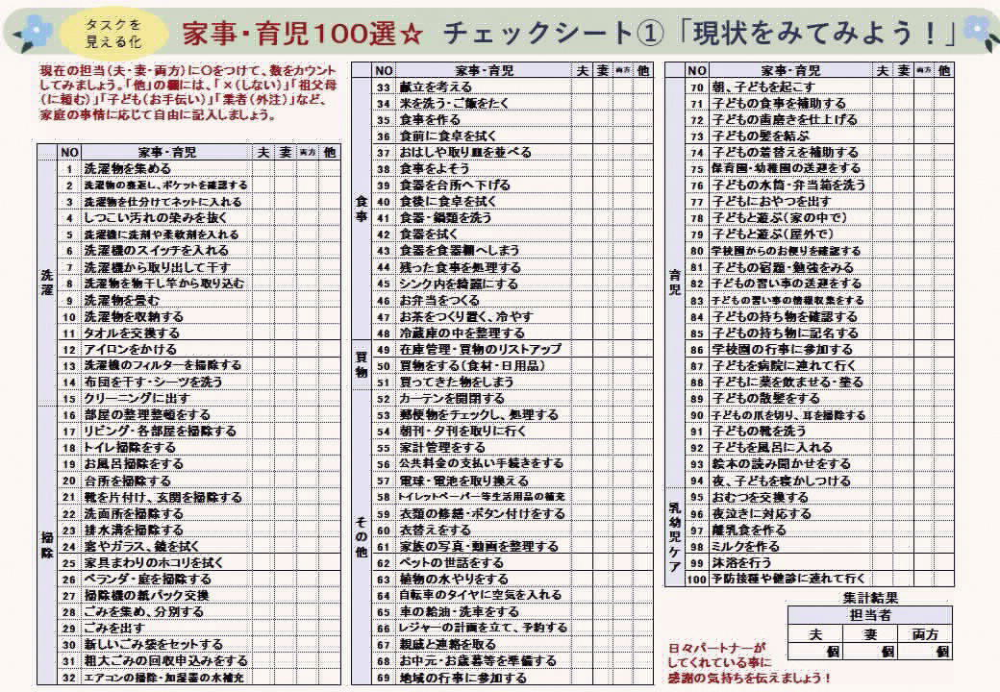 タスクを
見える化
家事・育児100選☆ チェックシート①「現状をみてみよう！」
現在の担当（夫・妻・両方）に○をつけて、数をカウント
してみましょう。「他」の欄には、「×（しない）」「祖父母
（に頼む）」「子ども（お手伝い）」「業者（外注）」など、
家庭の事情に応じて自由に記入しましょう。
NO 家事・育児 夫 妻 両方 他
洗濯
1 洗濯物を集める
2 洗濯物の裏返し、ポケットを確認する
3 洗濯物を仕分けてネットに入れる
4 しつこい汚れの染みを抜く
5 洗濯機に洗剤や柔軟剤を入れる
6 洗濯機のスイッチを入れる
7 洗濯機から取り出して干す
8 洗濯物を物干し竿から取り込む
9 洗濯物を畳む
10 洗濯物を収納する
11 タオルを交換する
12 アイロンをかける
13 洗濯機のフィルターを掃除する
14 布団を干す・シーツを洗う
15 クリーニングに出す
掃除
16 部屋の整理整頓をする
17 リビング・各部屋を掃除する
18 トイレ掃除をする
19 お風呂掃除をする
20 台所を掃除する
21 靴を片付け、玄関を掃除する
22 洗面所を掃除する
23 排水溝を掃除する
24 窓やガラス、鏡を拭く
25 家具まわりのホコリを拭く
26 ベランダ・庭を掃除する
27 掃除機の紙パック交換
28 ごみを集め、分別する
29 ごみを出す
30 新しいごみ袋をセットする
31 粗大ごみの回収申込みをする
32 エアコンの掃除・加湿器の水補充
NO 家事・育児 夫 妻 両方 他
食事
33 献立を考える
34 米を洗う・ご飯をたく
35 食事を作る
36 食前に食卓を拭く
37 おはしや取り皿を並べる
38 食事をよそう
39 食器を台所へ下げる
40 食後に食卓を拭く
41 食器・鍋類を洗う
42 食器を拭く
43 食器を食器棚へしまう
44 残った食事を処理する
45 シンク内を綺麗にする
46 お弁当をつくる
47 お茶をつくり置く、冷やす
48 冷蔵庫の中を整理する
買物
49 在庫管理・買物のリストアップ
50 買物をする（食材・日用品）
51 買ってきた物をしまう
その他
52 カーテンを開閉する
53 郵便物をチェックし、処理する
54 朝刊・夕刊を取りに行く
55 家計管理をする
56 公共料金の支払い手続きをする
57 電球・電池を取り換える
58 トイレットペーパー等生活用品の補充
59 衣類の修繕・ボタン付けをする
60 衣替えをする
61 家族の写真・動画を整理する
62 ペットの世話をする
63 植物の水やりをする
64 自転車のタイヤに空気を入れる
65 車の給油・洗車をする
66 レジャーの計画を立て、予約する
67 親戚と連絡を取る
68 お中元・お歳暮等を準備する
69 地域の行事に参加する
NO 家事・育児 夫 妻 両方 他
育児
70 朝、子どもを起こす
71 子どもの食事を補助する
72 子どもの歯磨きを仕上げる
73 子どもの髪を結ぶ
74 子どもの着替えを補助する
75 保育園・幼稚園の送迎をする
76 子どもの水筒・弁当箱を洗う
77 子どもにおやつを出す
78 子どもと遊ぶ（家の中で）
79 子どもと遊ぶ（屋外で）
80 学校園からのお便りを確認する
81 子どもの宿題・勉強をみる
82 子どもの習い事の送迎をする
83 子どもの習い事の情報収集をする
84 子どもの持ち物を確認する
85 子どもの持ち物に記名する
86 学校園の行事に参加する
87 子どもを病院に連れて行く
88 子どもに薬を飲ませる・塗る
89 子どもの散髪をする
90 子どもの爪を切り、耳を掃除する
91 子どもの靴を洗う
92 子どもを風呂に入れる
93 絵本の読み聞かせをする
94 夜、子どもを寝かしつける
乳幼児ケア
95 おむつを交換する
96 夜泣きに対応する
97 離乳食を作る
98 ミルクを作る
99 沐浴を行う
100 予防接種や健診に連れて行く
集計結果
担当者
夫 妻 両方
個 個 個
日々パートナーが
してくれている事に
感謝の気持ちを伝えましょう！